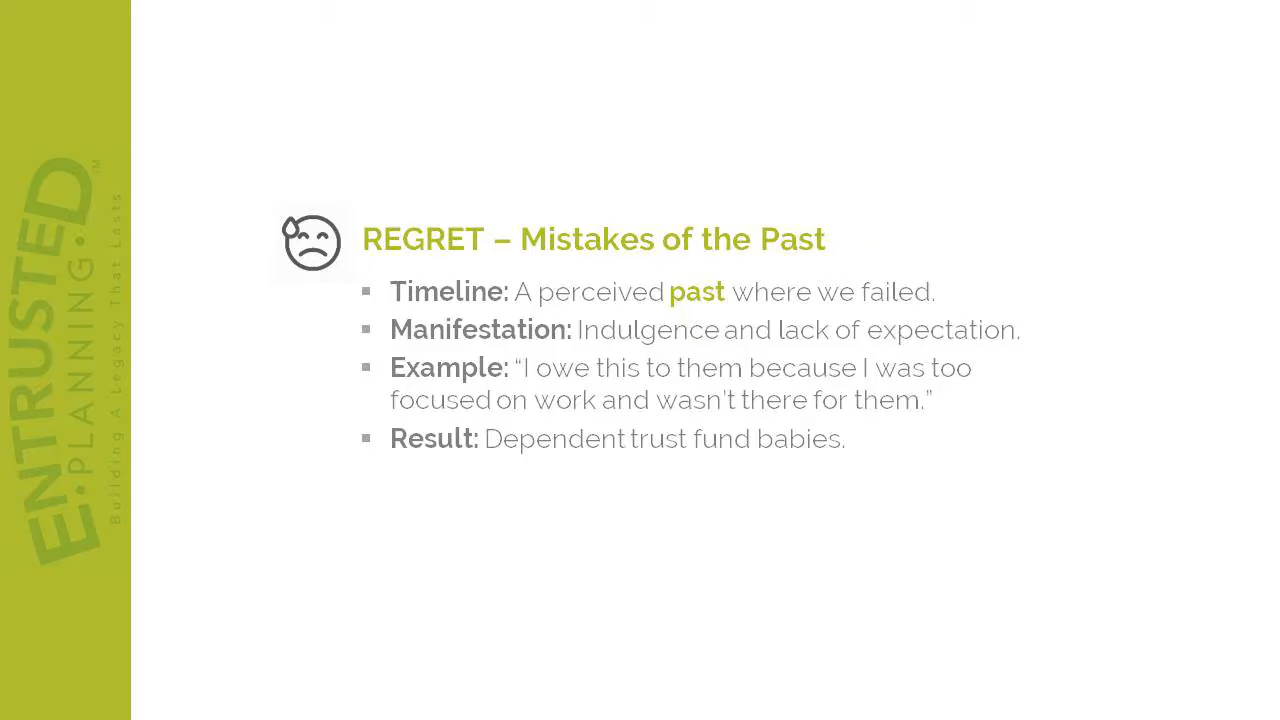 ENTRUSTED
•PLANNING•
™
Building A Legacy That Lasts
REGRET – Mistakes of the Past
▪ Timeline: A perceived past where we failed.
▪ Manifestation: Indulgence and lack of expectation.
▪ Example: “I owe this to them because I was too
focused on work and wasn’t there for them.”
▪ Result: Dependent trust fund babies.